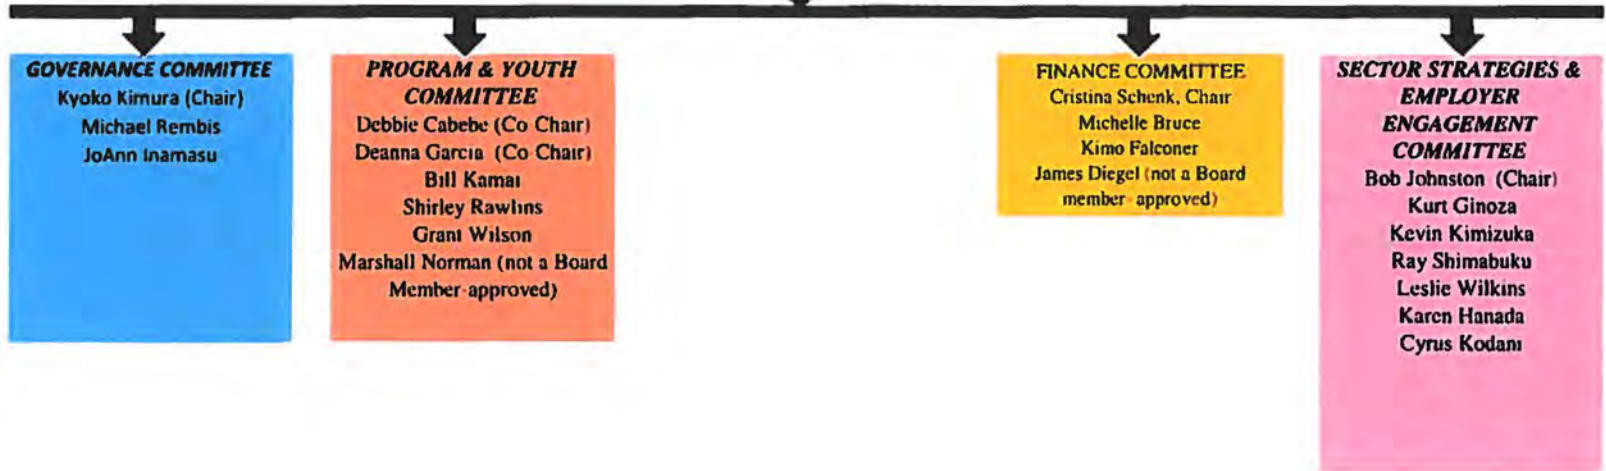 GOVERNANCE COMMITTEE
Kyoko Kimura (Chair)
Michael Rembis
JoAnn Inamasu
PROGRAM & YOUTH
COMMITTEE
Debbie Cabebe (Co Chair)
Deanna Garcia (Co Chair)
Bill Kamai
Shirley Rawlins
Grant Wilson
Marshall Norman (not a Board
Member-approved)
FINANCE COMMITTEE
Cristina Schenk, Chair
Michelle Bruce
Kimo Falconer
James Diegel (not a Board
member-approved)
SECTOR STRATEGIES &
EMPLOYER
ENGAGEMENT
COMMITTEE
Bob Johnston (Chair)
Kurt Ginoza
Kevin Kimizuka
Ray Shimabuku
Leslie Wilkins
Karen Hanada
Cyrus Kodani